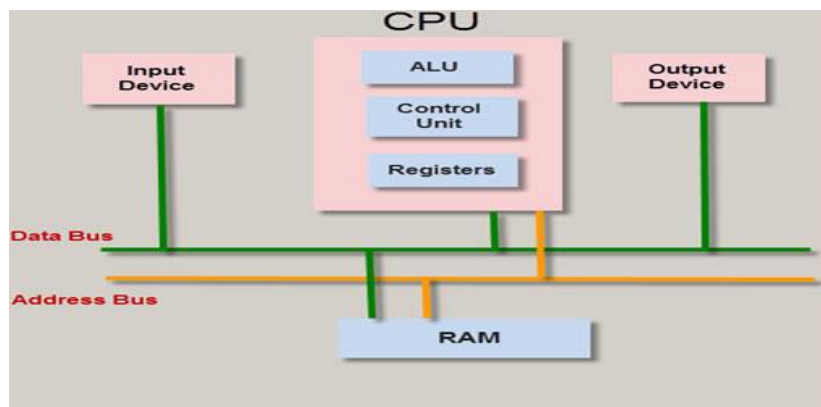 CPU
Input
Device
ALU
Control
Unit
Registers
Output
Device
Data Bus
Address Bus
RAM